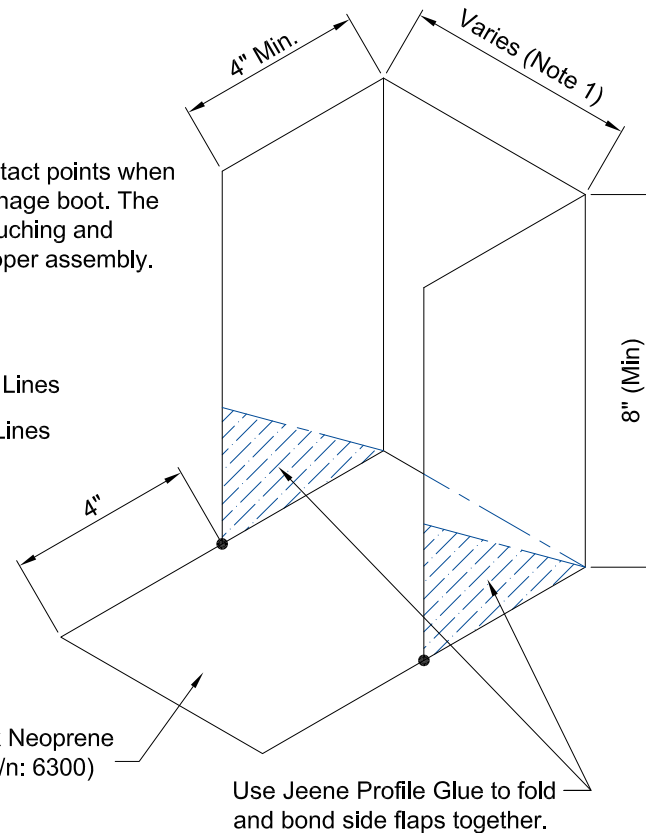 4" Min.
Varies (Note 1)
tact points when
nage boot. The
uching and
oper assembly.
8" (Min)
Lines
Lines
4"
Neoprene
/n: 6300)
Use Jeene Profile Glue to fold
and bond side flaps together.